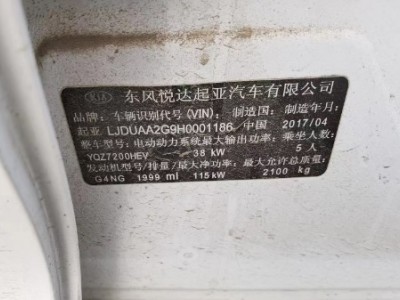 KIA 东风悦达起亚汽车有限公司
品牌: 车辆识别代号(VIN): 制造国: 制造年月:
起亚 LJDUAA2G9H0001186 中国 2017/04
整车型号: 电动动力系统最大输出功率: 乘坐人数:
YQZ7200HEV 38 kW 5 人
发动机型号/排量/最大净功率: 最大允许总质量:
G4NG 1999 ml 115kW 2100 kg